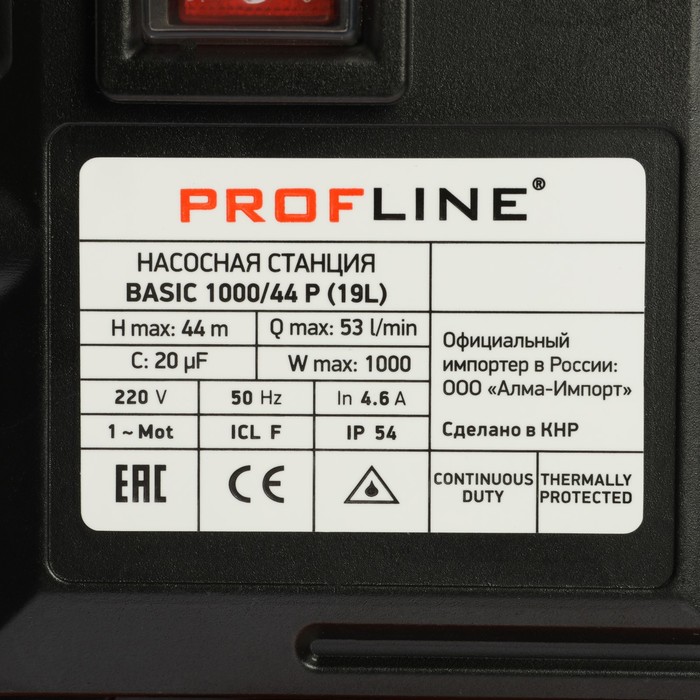 PROFLINE®
НАСОСНАЯ СТАНЦИЯ
BASIC 1000/44 P (19L)
H max: 44 m
Q max: 53 l/min
C: 20 µF
W max: 1000
220 V
50 Hz
In 4.6 A
1 ~ Mot
ICL F
IP 54
Официальный
импортер в России:
ООО «Алма-Импорт»
Сделано в КНР
EAC
CE
CONTINUOUS
DUTY
THERMALLY
PROTECTED